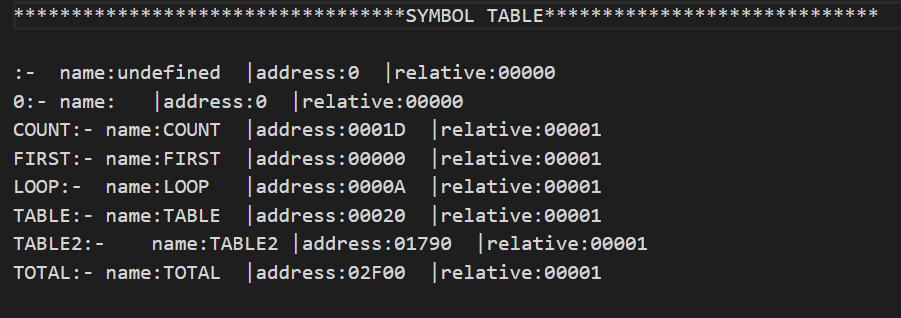 **********************************SYMBOL TABLE*****************************
:-  name:undefined  |address:0  |relative:00000
0:- name:   |address:0  |relative:00000
COUNT:- name:COUNT  |address:0001D  |relative:00001
FIRST:- name:FIRST  |address:00000  |relative:00001
LOOP:-  name:LOOP   |address:0000A  |relative:00001
TABLE:- name:TABLE  |address:00020  |relative:00001
TABLE2:-    name:TABLE2 |address:01790  |relative:00001
TOTAL:- name:TOTAL  |address:02F00  |relative:00001